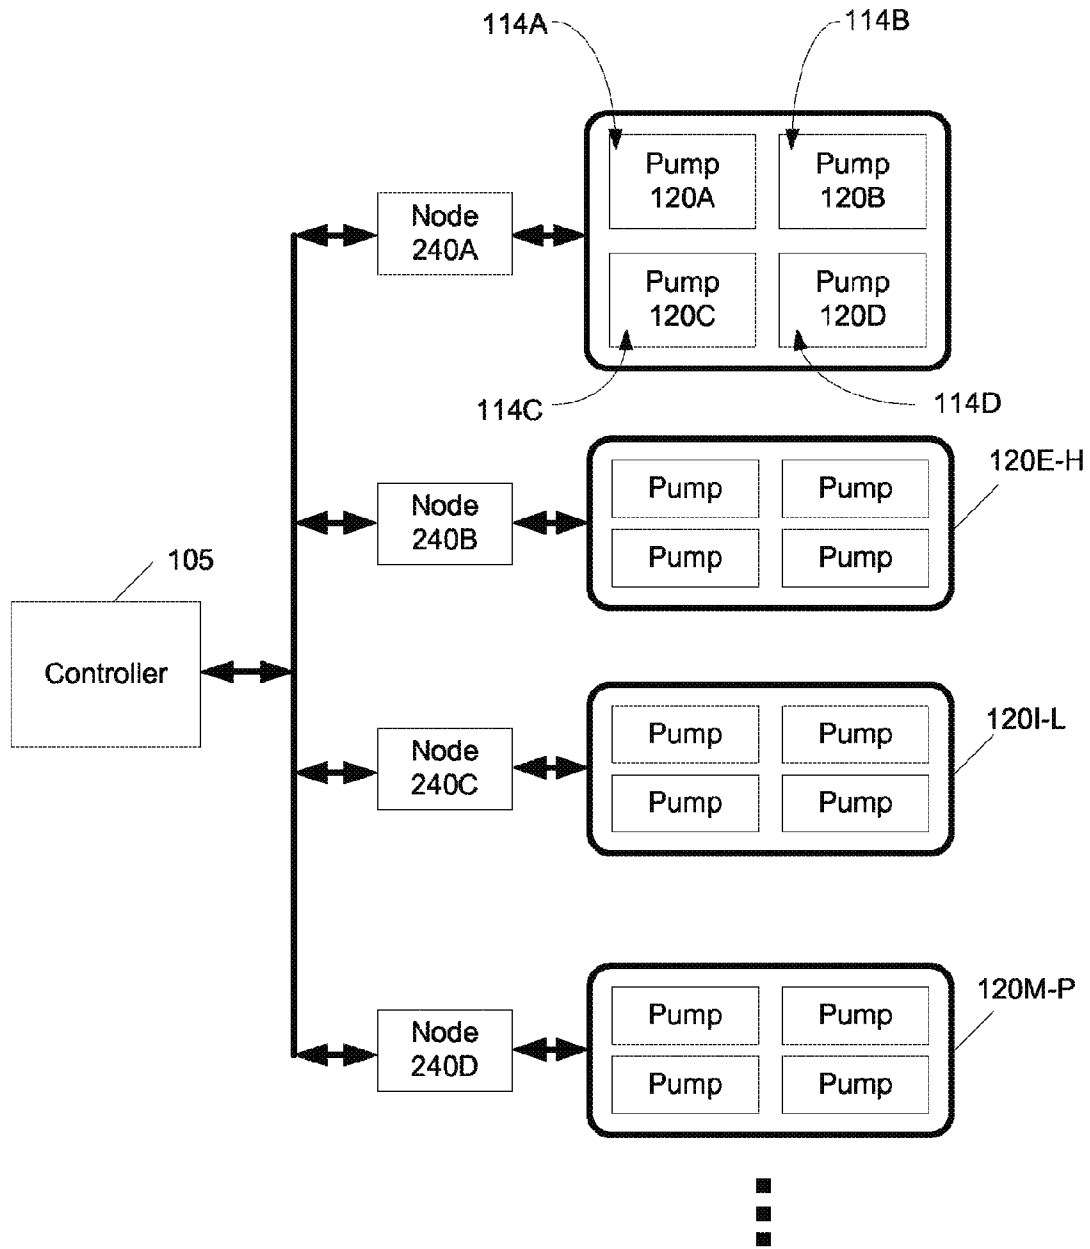 114A
114B
Pump
120A
Pump
120B
Node
240A
Pump
120C
Pump
120D
114C
114D
120E-H
Pump
Pump
Node
240B
Pump
Pump
105
Controller
120I-L
Pump
Pump
Node
240C
Pump
Pump
120M-P
Pump
Pump
Node
240D
Pump
Pump